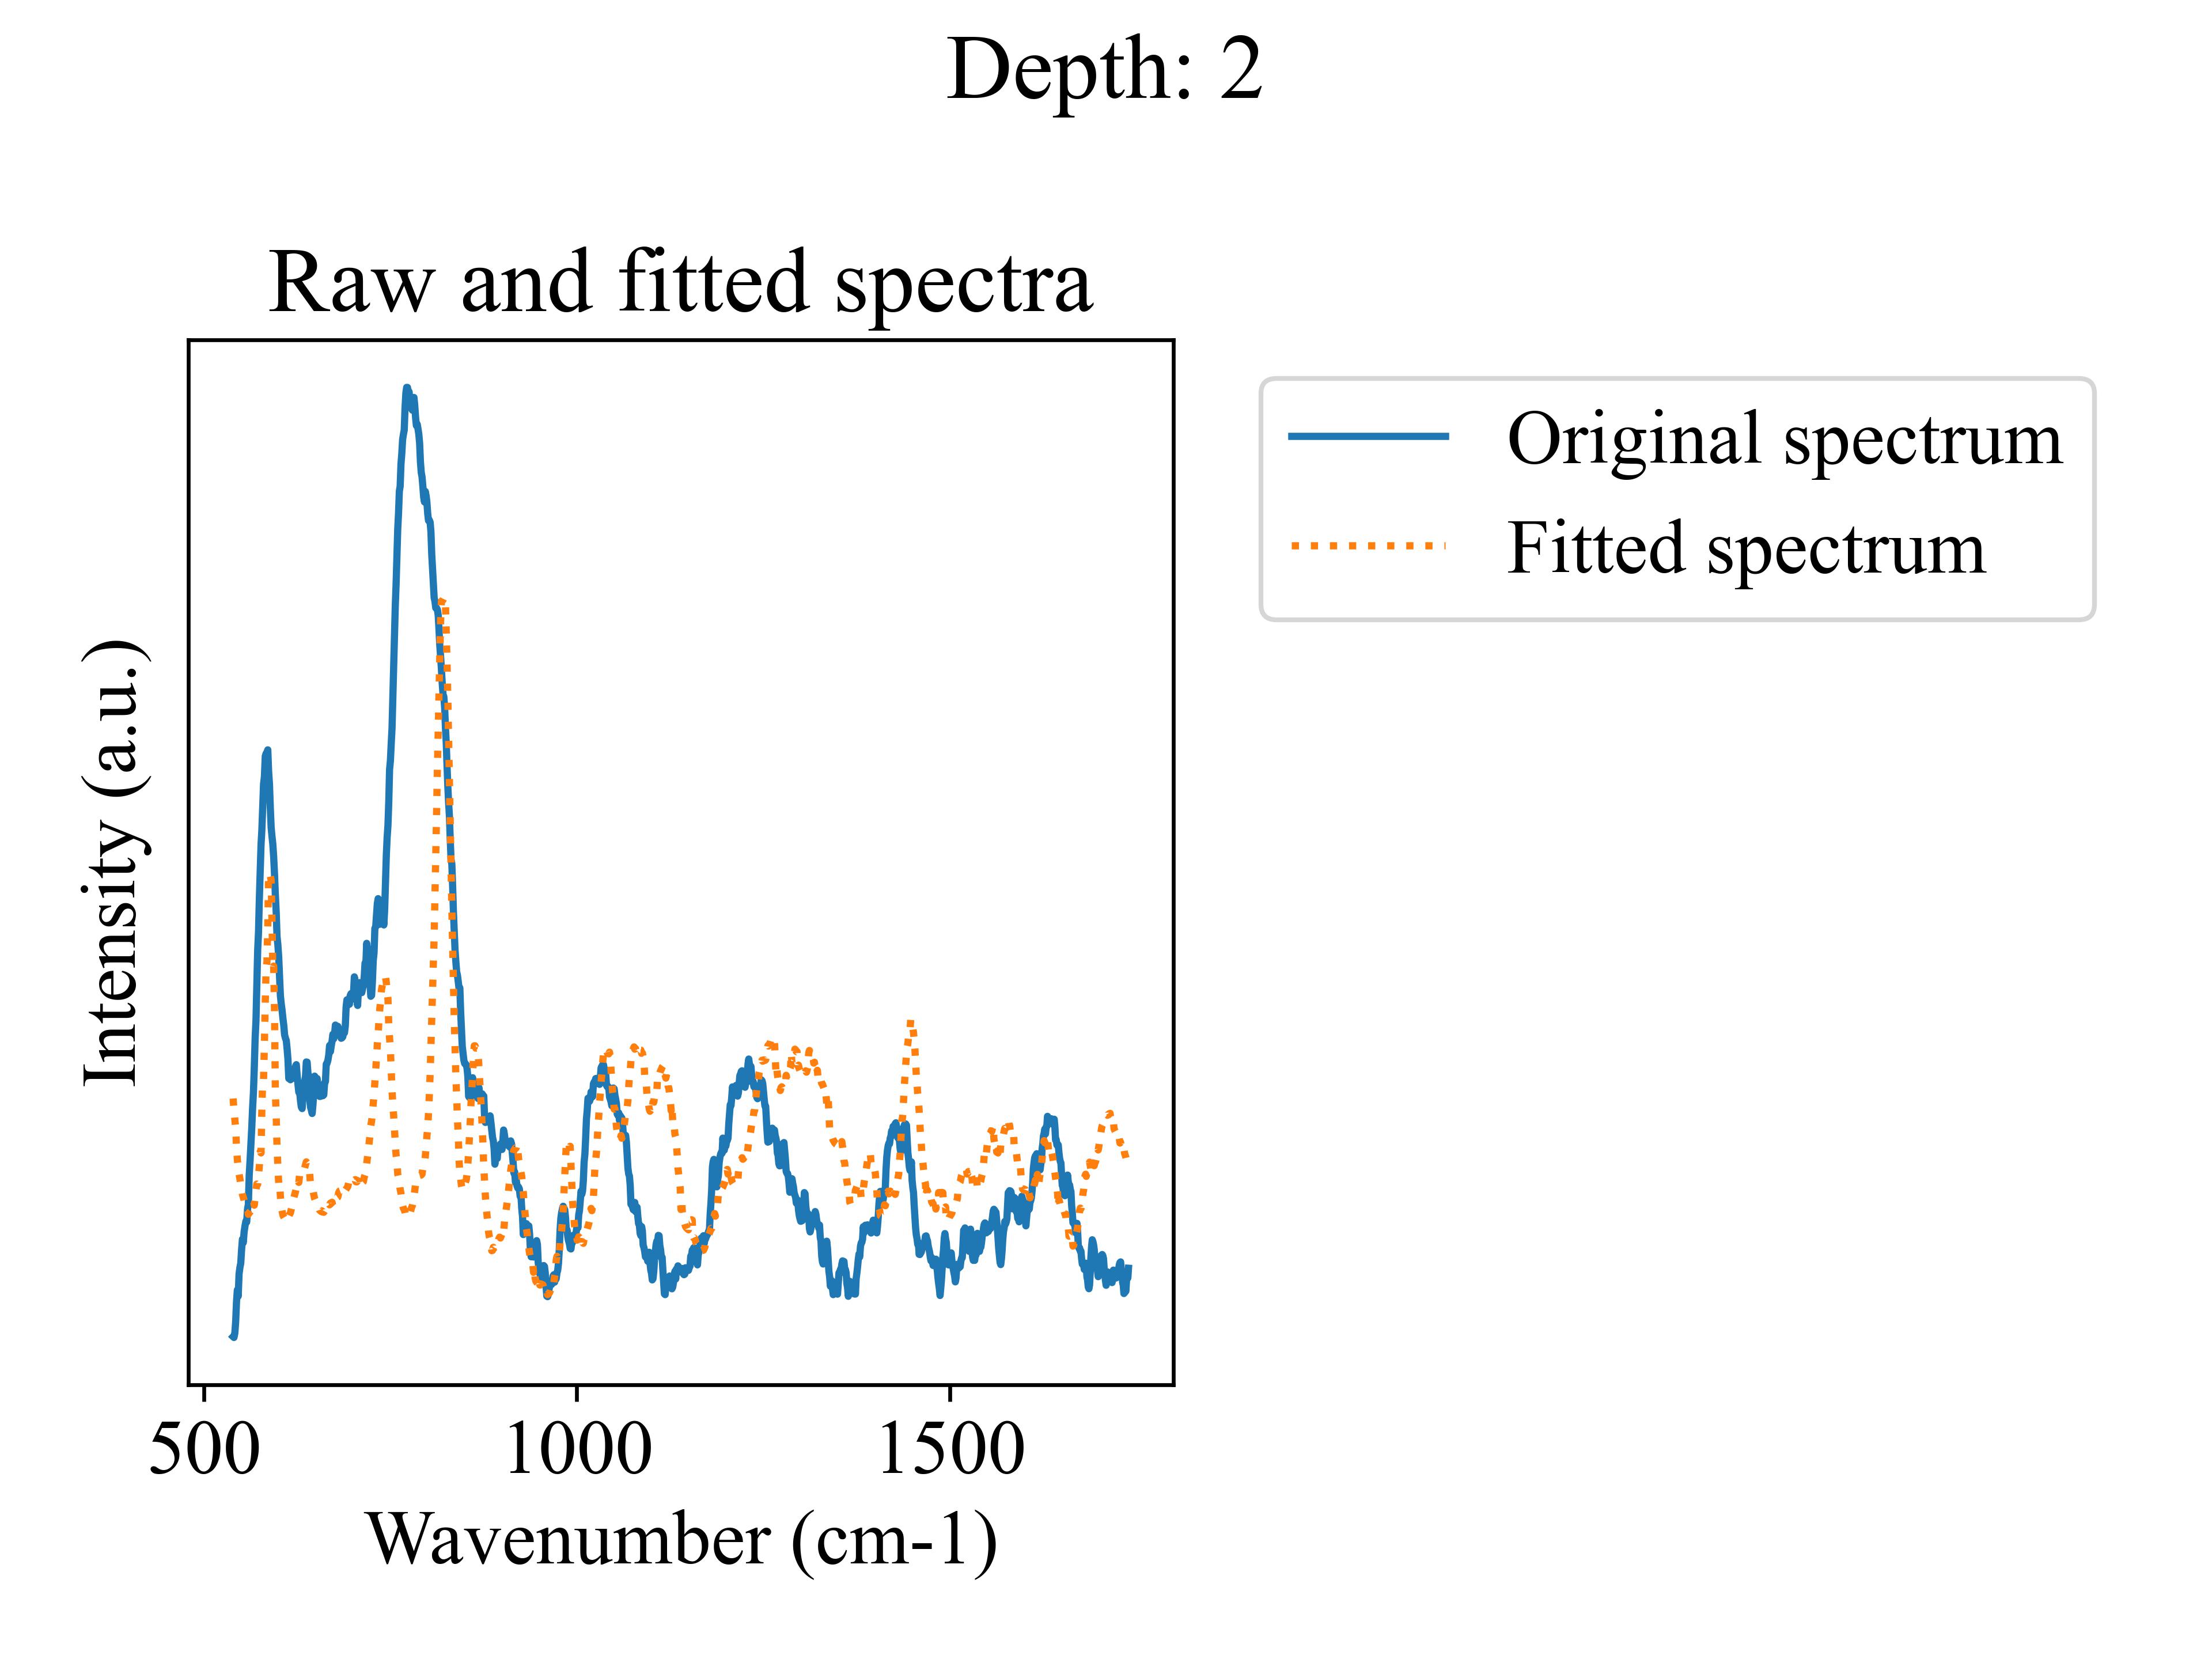 Depth: 2
Raw and fitted spectra
Original spectrum
Fitted spectrum
Intensity (a.u.)
500 1000 1500
Wavenumber (cm-1)